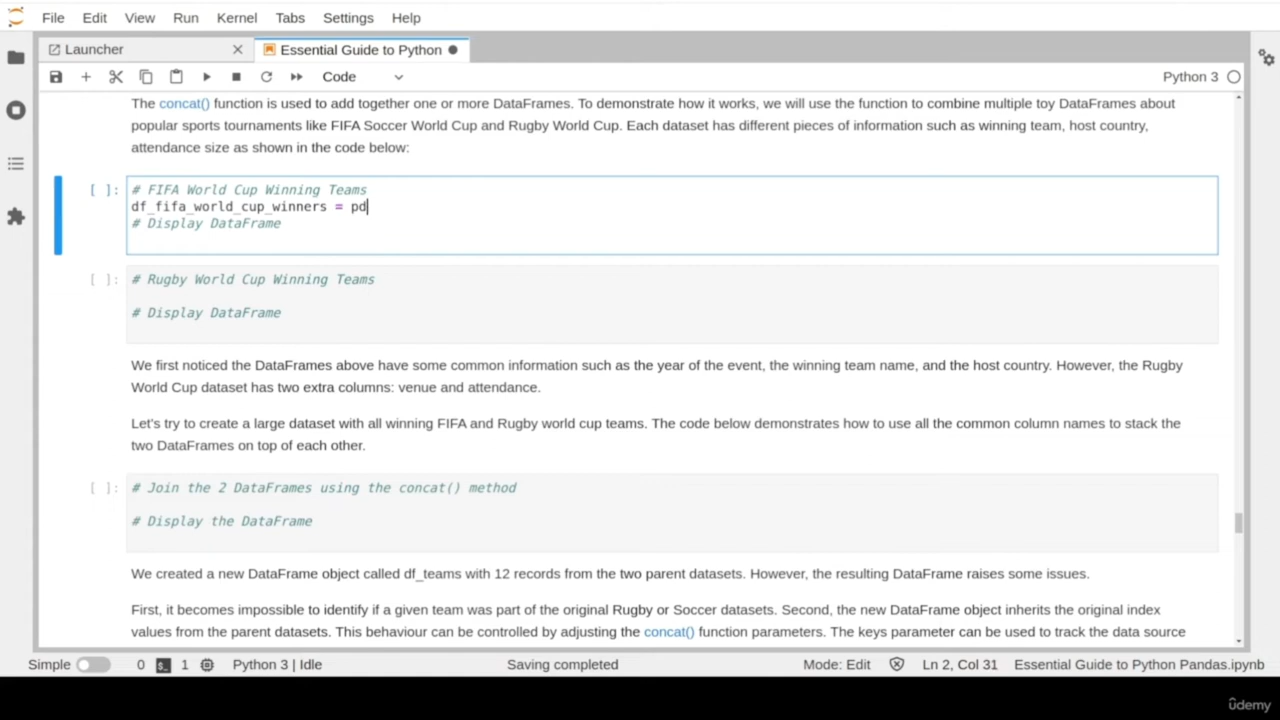 File Edit View Run Kernel Tabs Settings Help
Launcher Essential Guide to Python
Code Python 3
The concat() function is used to add together one or more DataFrames. To demonstrate how it works, we will use the function to combine multiple toy DataFrames about
popular sports tournaments like FIFA Soccer World Cup and Rugby World Cup. Each dataset has different pieces of information such as winning team, host country,
attendance size as shown in the code below:
[ ]: # FIFA World Cup Winning Teams
df_fifa_world_cup_winners = pd
# Display DataFrame
[ ]: # Rugby World Cup Winning Teams
# Display DataFrame
We first noticed the DataFrames above have some common information such as the year of the event, the winning team name, and the host country. However, the Rugby
World Cup dataset has two extra columns: venue and attendance.
Let's try to create a large dataset with all winning FIFA and Rugby world cup teams. The code below demonstrates how to use all the common column names to stack the
two DataFrames on top of each other.
[ ]: # Join the 2 DataFrames using the concat() method
# Display the DataFrame
We created a new DataFrame object called df_teams with 12 records from the two parent datasets. However, the resulting DataFrame raises some issues.
First, it becomes impossible to identify if a given team was part of the original Rugby or Soccer datasets. Second, the new DataFrame object inherits the original index
values from the parent datasets. This behaviour can be controlled by adjusting the concat() function parameters. The keys parameter can be used to track the data source
Simple 0 $_ 1 Python 3 | Idle Saving completed Mode: Edit Ln 2, Col 31 Essential Guide to Python Pandas.ipynb
ûdemy